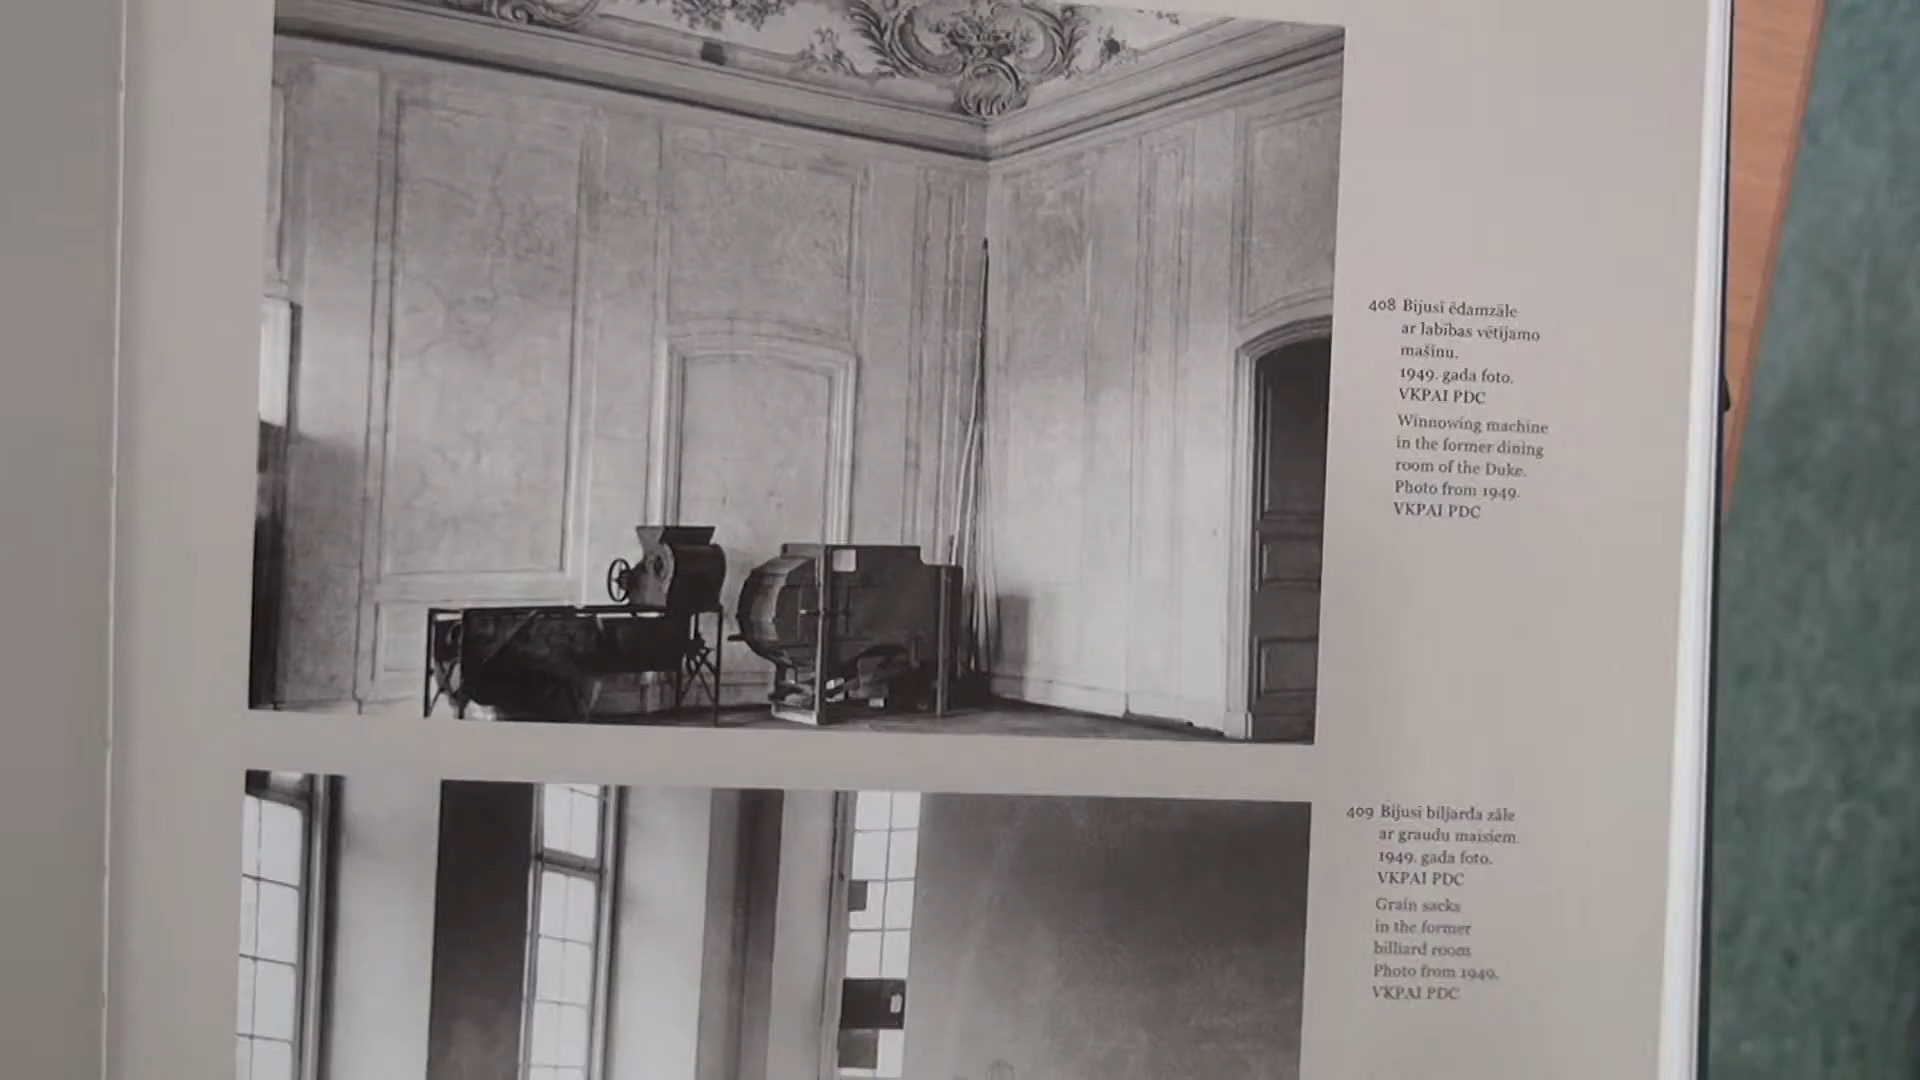 408 Bijusī ēdamzāle
ar labības vētījamo
mašīnu.
1949. gada foto.
VKPAI PDC
Winnowing machine
in the former dining
room of the Duke.
Photo from 1949.
VKPAI PDC
409 Bijusī biljarda zāle
ar graudu maisiem.
1949. gada foto.
VKPAI PDC
Grain sacks
in the former
billiard room.
Photo from 1949.
VKPAI PDC